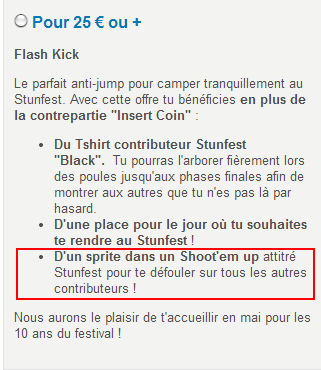 Pour 25 € ou +
Flash Kick
Le parfait anti-jump pour camper tranquillement au
Stunfest. Avec cette offre tu bénéficies en plus de
la contrepartie "Insert Coin" :
• Du Tshirt contributeur Stunfest
"Black". Tu pourras l'arborer fièrement lors
des poules jusqu'aux phases finales afin de
montrer aux autres que tu n'es pas là par
hasard.
• D'une place pour le jour où tu souhaites
te rendre au Stunfest !
• D'un sprite dans un Shoot'em up attitré
Stunfest pour te défouler sur tous les autres
contributeurs !
Nous aurons le plaisir de t'accueillir en mai pour les
10 ans du festival !